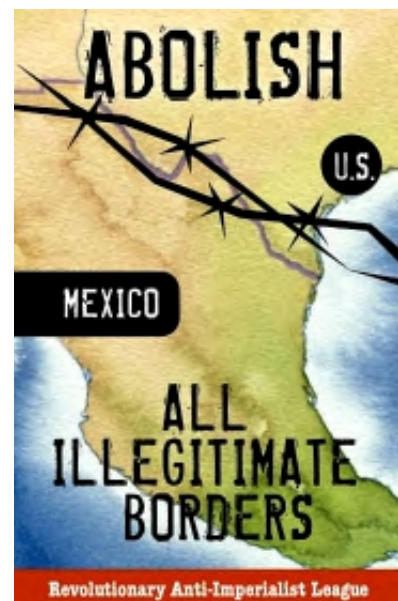 ABOLISH
U.S.
MEXICO
ALL
ILLEGITIMATE
BORDERS
Revolutionary Anti-Imperialist League